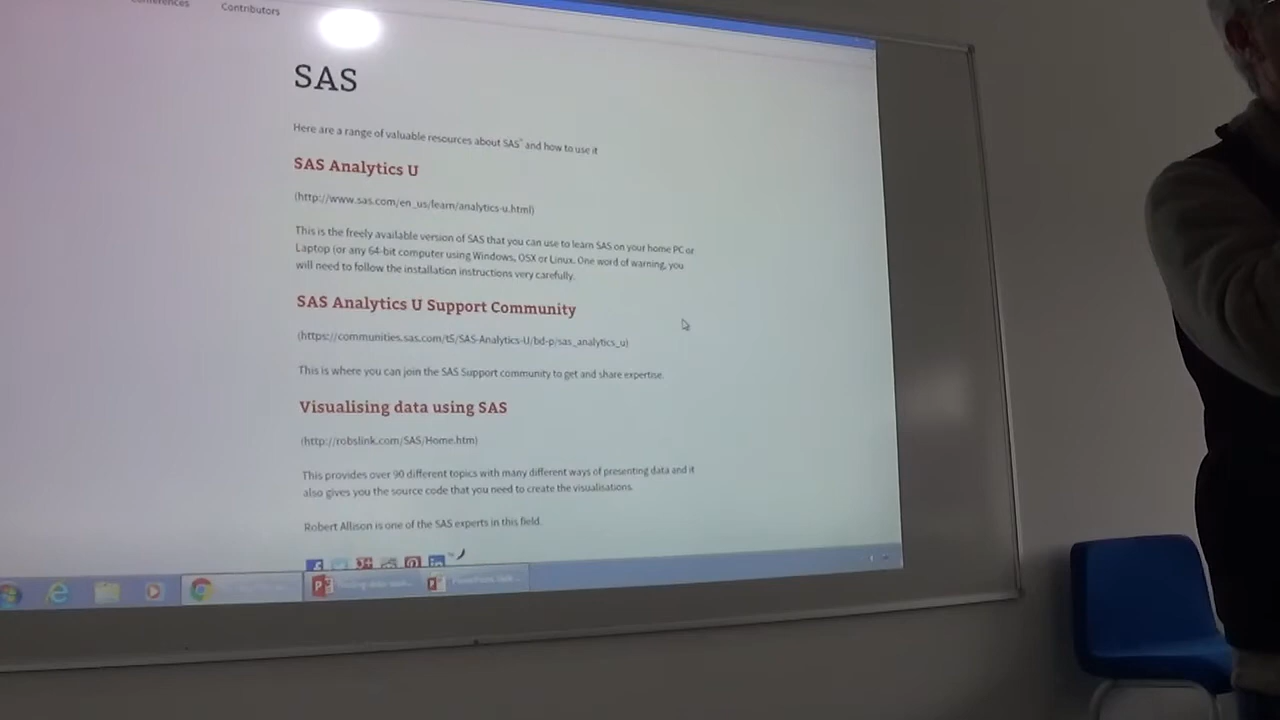 Contributors
SAS
Here are a range of valuable resources about SAS® and how to use it
SAS Analytics U
(http://www.sas.com/en_us/learn/analytics-u.html)
This is the freely available version of SAS that you can use to learn SAS on your home PC or
Laptop (or any 64-bit computer using Windows, OSX or Linux. One word of warning, you
will need to follow the installation instructions very carefully.
SAS Analytics U Support Community
(https://communities.sas.com/t5/SAS-Analytics-U/bd-p/sas_analytics_u)
This is where you can join the SAS Support community to get and share expertise.
Visualising data using SAS
(http://robslink.com/SAS/Home.htm)
This provides over 90 different topics with many different ways of presenting data and it
also gives you the source code that you need to create the visualisations.
Robert Allison is one of the SAS experts in this field.